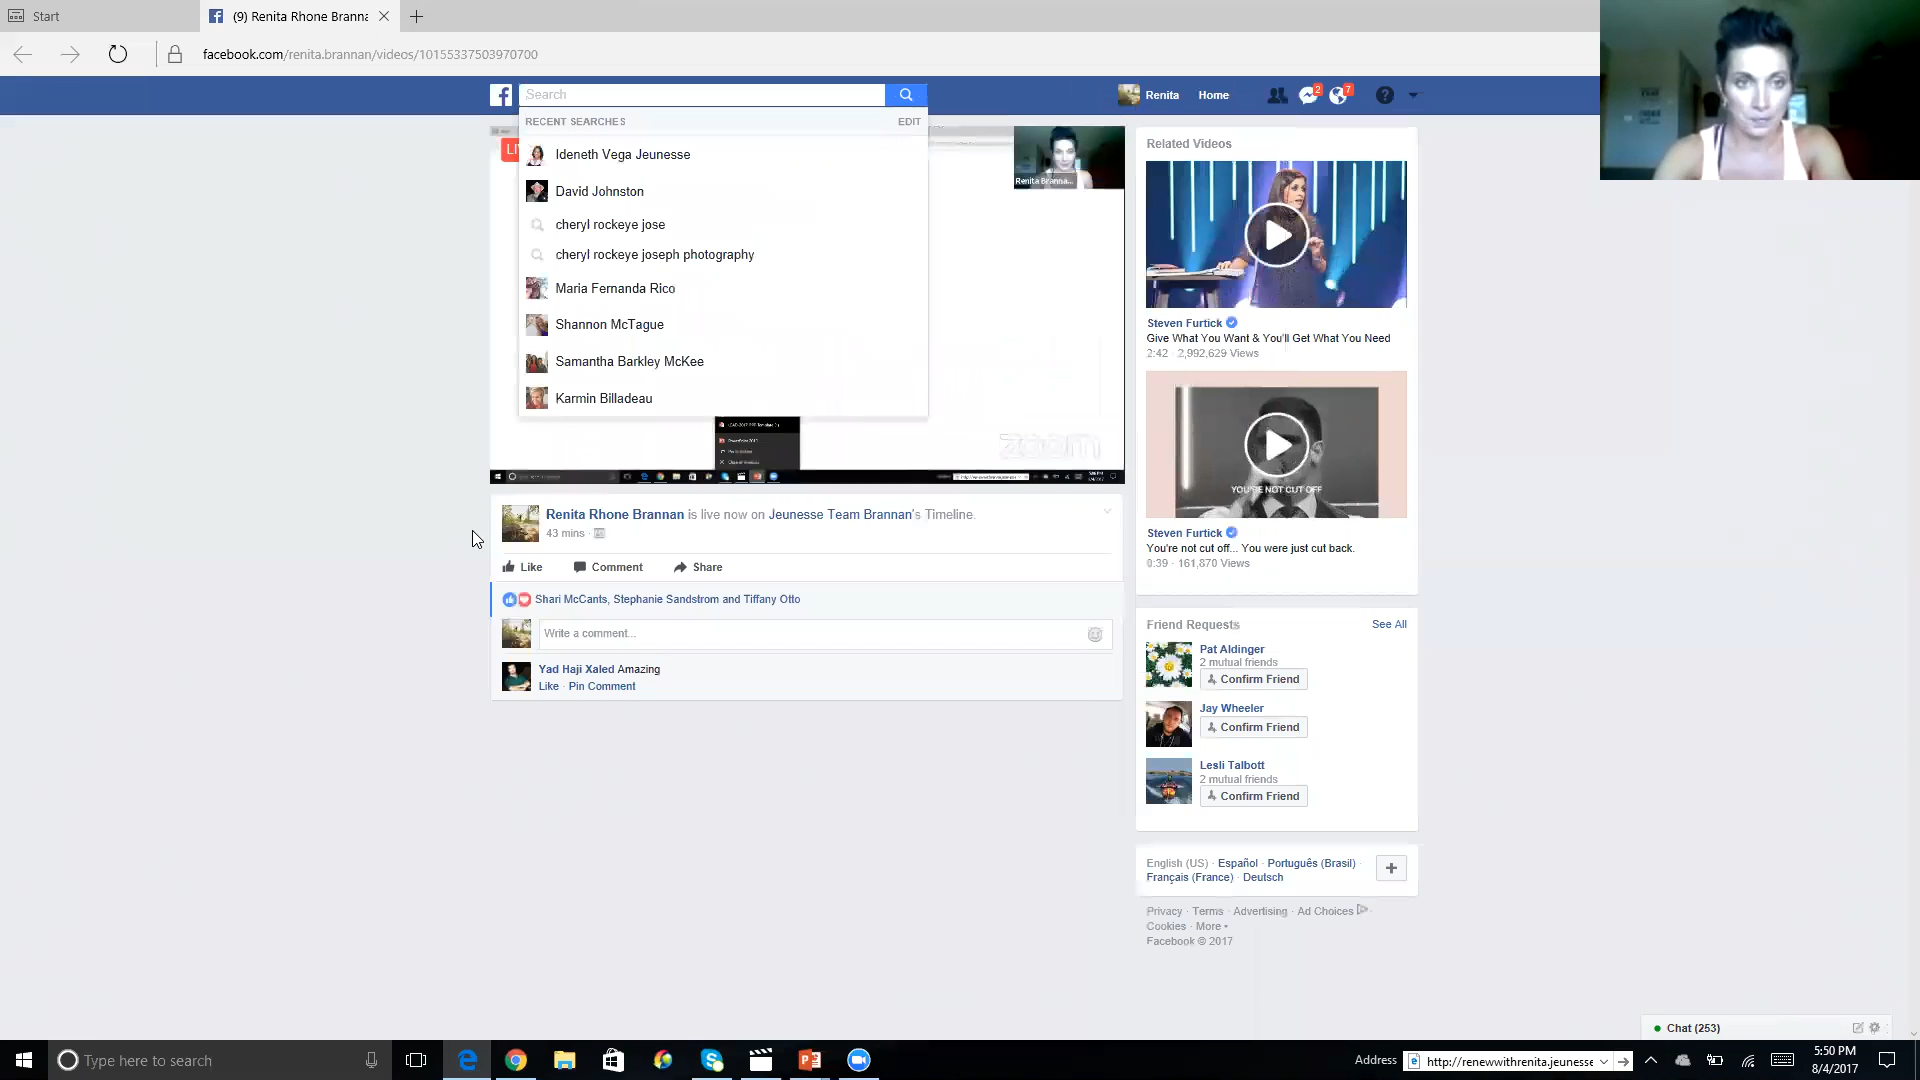 Start
(9) Renita Rhone Branna
facebook.com/renita.brannan/videos/10155337503970700
Search
Renita
Home
2
7
RECENT SEARCHES
EDIT
Ideneth Vega Jeunesse
David Johnston
cheryl rockeye jose
cheryl rockeye joseph photography
Maria Fernanda Rico
Shannon McTague
Samantha Barkley McKee
Karmin Billadeau
LI
Renita Branna...
zoom
Renita Rhone Brannan is live now on Jeunesse Team Brannan's Timeline.
43 mins ·
Like
Comment
Share
Shari McCants, Stephanie Sandstrom and Tiffany Otto
Write a comment...
Yad Haji Xaled Amazing
Like · Pin Comment
Related Videos
Steven Furtick
Give What You Want & You'll Get What You Need
2:42 · 2,992,629 Views
YOU'RE NOT CUT OFF
Steven Furtick
You're not cut off... You were just cut back.
0:39 · 161,870 Views
Friend Requests
See All
Pat Aldinger
2 mutual friends
Confirm Friend
Jay Wheeler
Confirm Friend
Lesli Talbott
2 mutual friends
Confirm Friend
English (US) · Español · Português (Brasil) ·
Français (France) · Deutsch
Privacy · Terms · Advertising · Ad Choices ·
Cookies · More
Facebook © 2017
Chat (253)
Type here to search
Address
http://renewwithrenita.jeunesse
5:50 PM
8/4/2017